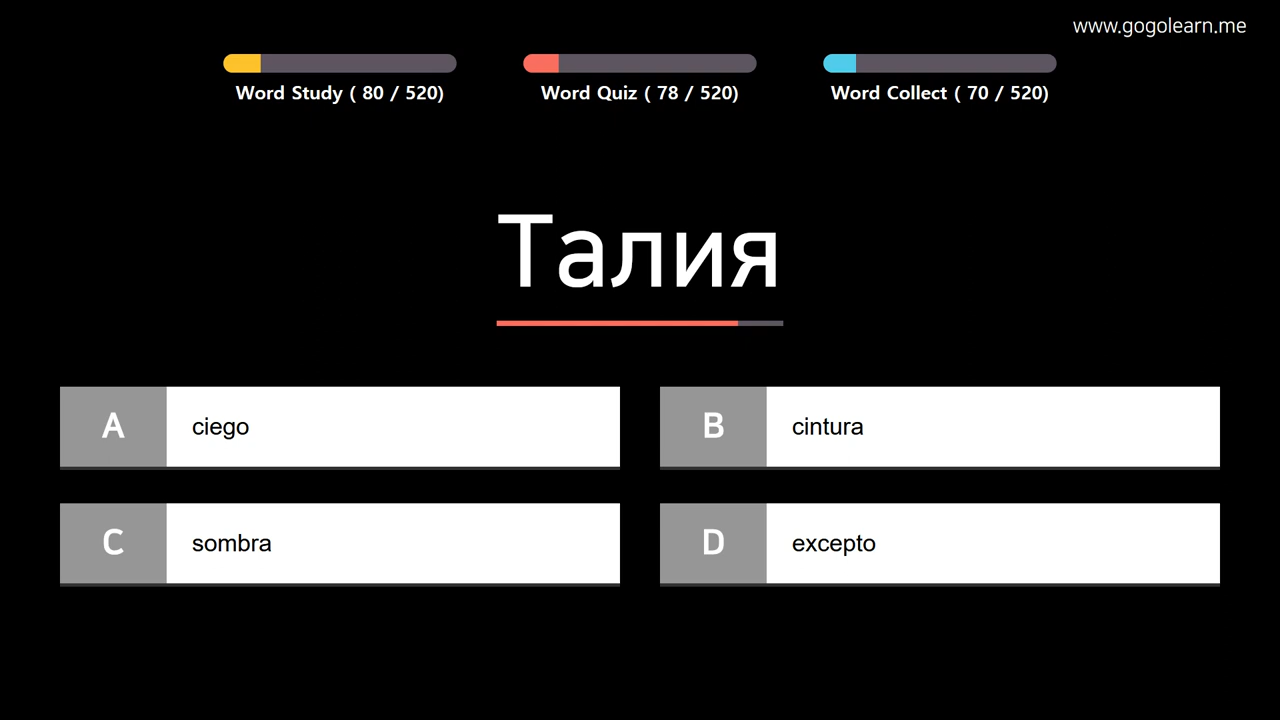 www.gogolearn.me
Word Study ( 80 / 520)
Word Quiz ( 78 / 520)
Word Collect ( 70 / 520)
Талия
A ciego
B cintura
C sombra
D excepto